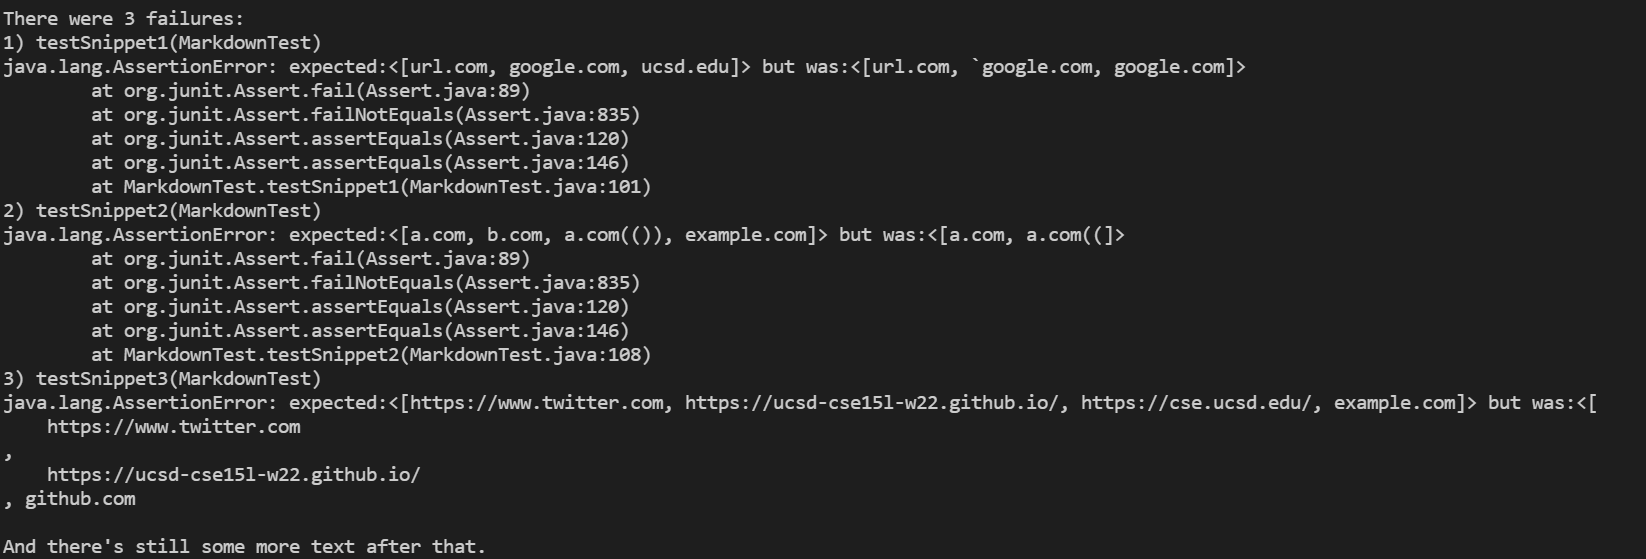 There were 3 failures:
1) testSnippet1(MarkdownTest)
java.lang.AssertionError: expected:<[url.com, google.com, ucsd.edu]> but was:<[url.com, `google.com, google.com]>
        at org.junit.Assert.fail(Assert.java:89)
        at org.junit.Assert.failNotEquals(Assert.java:835)
        at org.junit.Assert.assertEquals(Assert.java:120)
        at org.junit.Assert.assertEquals(Assert.java:146)
        at MarkdownTest.testSnippet1(MarkdownTest.java:101)
2) testSnippet2(MarkdownTest)
java.lang.AssertionError: expected:<[a.com, b.com, a.com(()), example.com]> but was:<[a.com, a.com((]>
        at org.junit.Assert.fail(Assert.java:89)
        at org.junit.Assert.failNotEquals(Assert.java:835)
        at org.junit.Assert.assertEquals(Assert.java:120)
        at org.junit.Assert.assertEquals(Assert.java:146)
        at MarkdownTest.testSnippet2(MarkdownTest.java:108)
3) testSnippet3(MarkdownTest)
java.lang.AssertionError: expected:<[https://www.twitter.com, https://ucsd-cse15l-w22.github.io/, https://cse.ucsd.edu/, example.com]> but was:<[
    https://www.twitter.com
,
    https://ucsd-cse15l-w22.github.io/
, github.com

And there's still some more text after that.